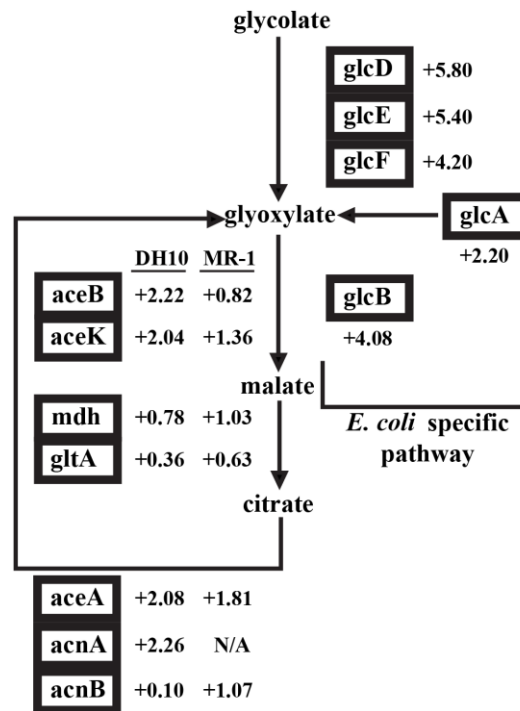 glycolate
glcD +5.80
glcE +5.40
glcF +4.20
glyoxylate
glcA
+2.20
DH10 MR-1
aceB +2.22 +0.82
aceK +2.04 +1.36
glcB
+4.08
malate
E. coli specific
pathway
mdh +0.78 +1.03
gltA +0.36 +0.63
citrate
aceA +2.08 +1.81
acnA +2.26 N/A
acnB +0.10 +1.07